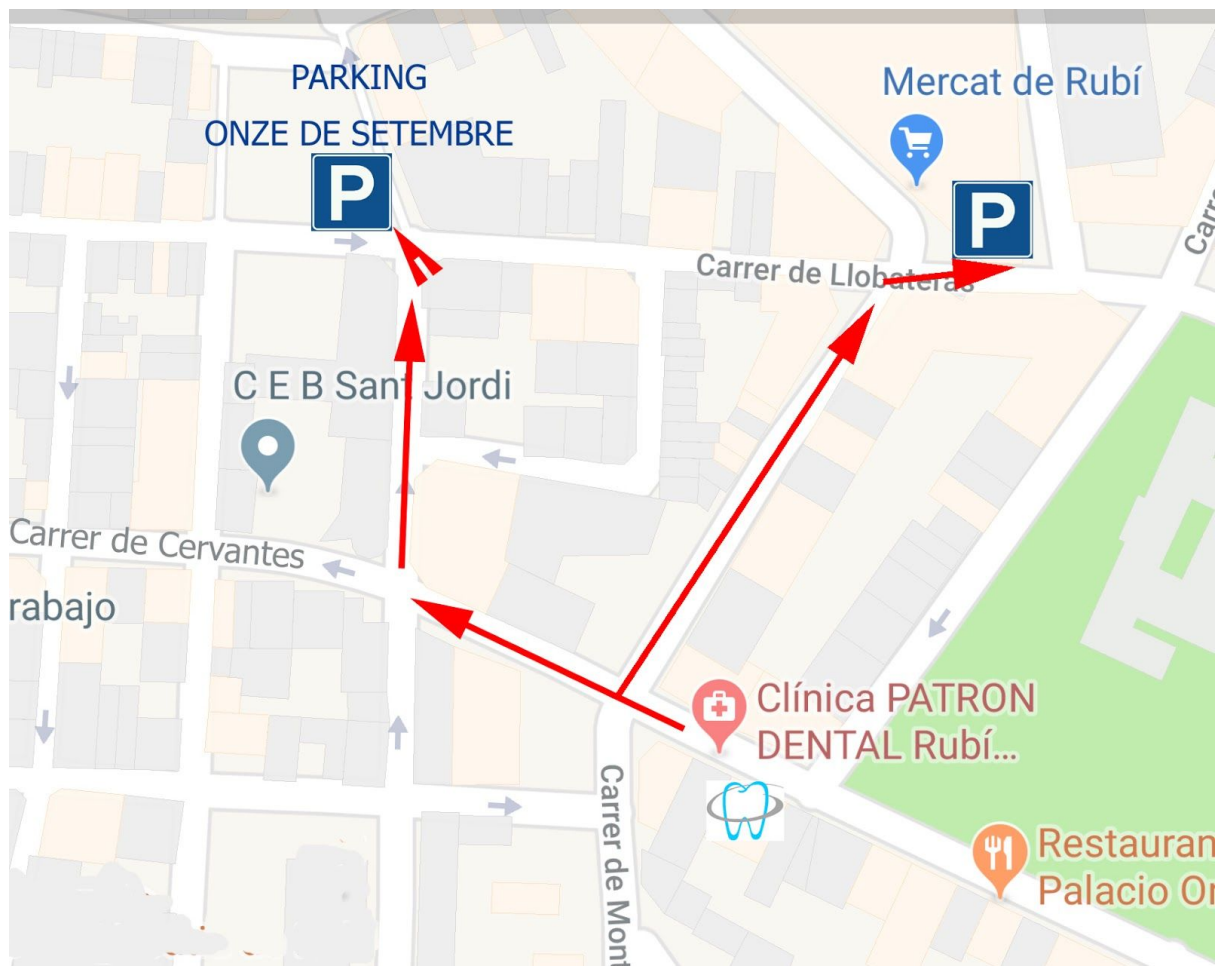 PARKING
ONZE DE SETEMBRE
P
Mercat de Rubí
P
Carre
Carrer de Llobateras
C E B Sant Jordi
Carrer de Cervantes
rabajo
Clínica PATRON
DENTAL Rubí...
Carrer de Mont
Restauran
Palacio Or